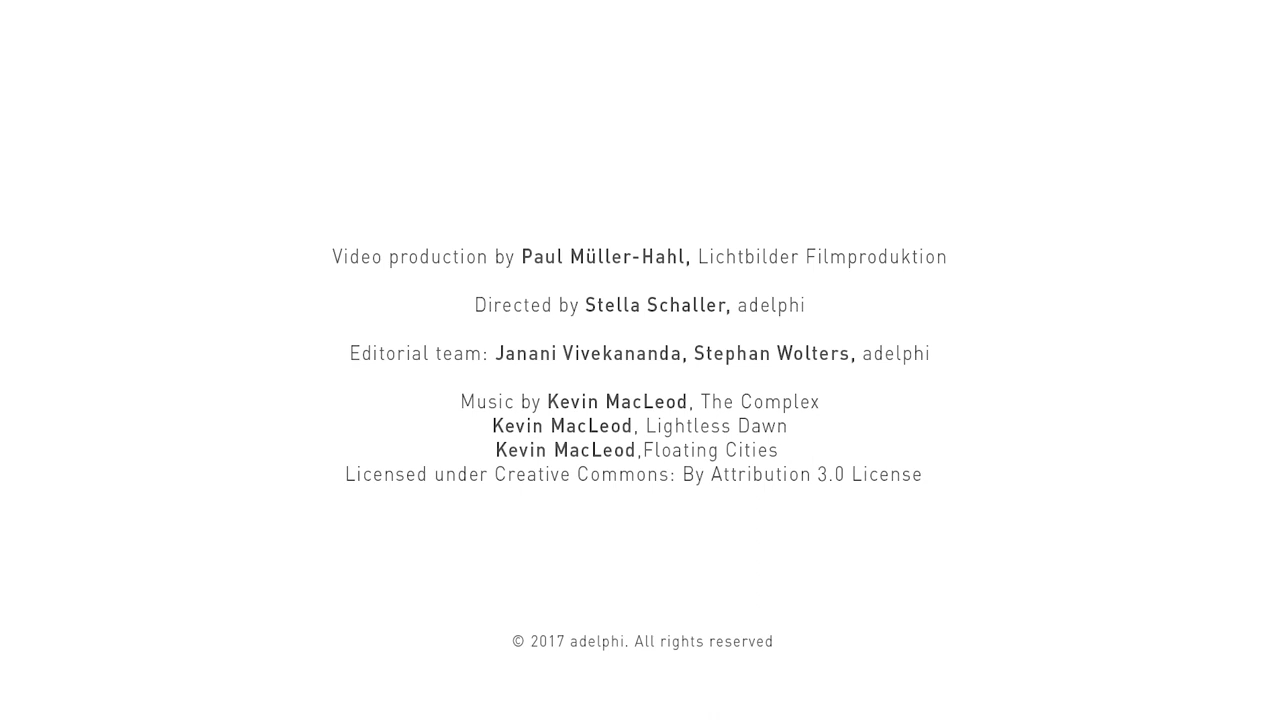 Video production by Paul Müller-Hahl, Lichtbilder Filmproduktion
Directed by Stella Schaller, adelphi
Editorial team: Janani Vivekananda, Stephan Wolters, adelphi
Music by Kevin MacLeod, The Complex
Kevin MacLeod, Lightless Dawn
Kevin MacLeod,Floating Cities
Licensed under Creative Commons: By Attribution 3.0 License
© 2017 adelphi. All rights reserved